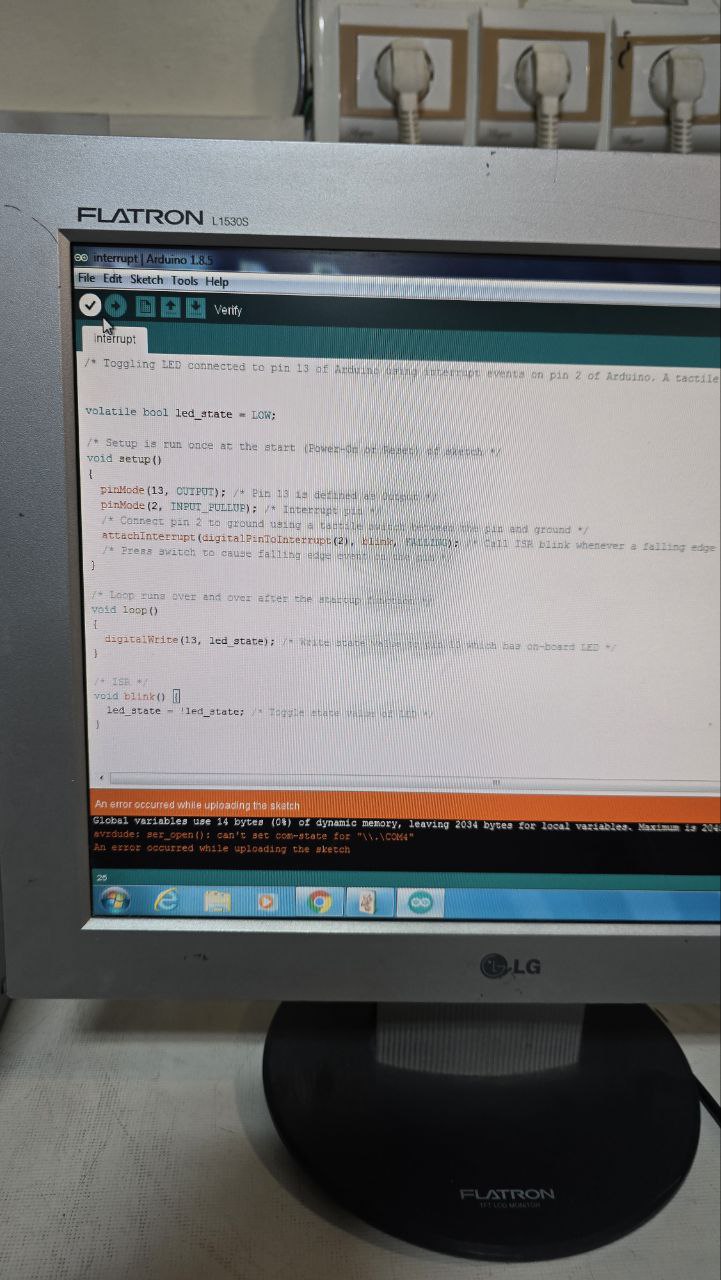 FLATRON L1530S
interrupt | Arduino 1.8.5
File Edit Sketch Tools Help
Verify
interrupt
/* Toggling LED connected to pin 13 of Arduino using interrupt events on pin 2 of Arduino. A tactile
volatile bool led_state = LOW;
/* Setup is run once at the start (Power-On or Reset) of sketch */
void setup()
{
pinMode(13, OUTPUT); /* Pin 13 is defined as Output */
pinMode(2, INPUT_PULLUP); /* Interrupt pin */
/* Connect pin 2 to ground using a tactile switch between the pin and ground */
attachInterrupt(digitalPinToInterrupt(2), blink, FALLING); /* Call ISR blink whenever a falling edge
/* Press switch to cause falling edge event on the pin */
}
/* Loop runs over and over after the startup function */
void loop()
{
digitalWrite(13, led_state); /* Write state value to pin 13 which has on-board LED */
}
/* ISR */
void blink() {
led_state = !led_state; /* Toggle state value of LED */
}
An error occurred while uploading the sketch
Global variables use 14 bytes (0%) of dynamic memory, leaving 2034 bytes for local variables. Maximum is 204
avrdude: ser_open(): can't set com-state for "\\.\COM4"
An error occurred while uploading the sketch
25
LG
FLATRON
TFT LCD MONITOR